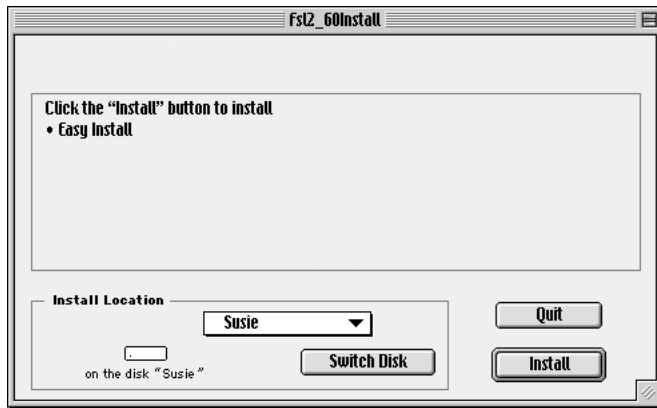 Fsl2_60Install
Click the “Install” button to install
• Easy Install
Install Location
Susie
Quit
on the disk “Susie”
Switch Disk
Install